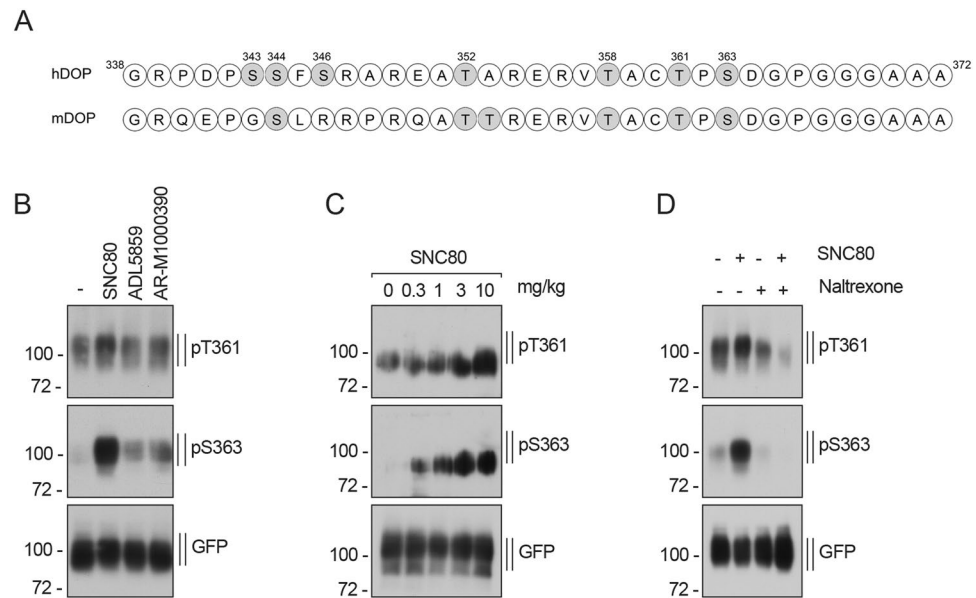 A
343 344 346 352 358 361 363
hDOP 338 G R P D P S S F S R A R E A T A R E R V T A C T P S D G P G G G A A A 372
mDOP G R Q E P G S L R R P R Q A T T R E R V T A C T P S D G P G G G A A A
B
- SNC80 ADL5859 AR-M1000390
100 - pT361
72 -
100 - pS363
72 -
100 - GFP
72 -
C
SNC80
0 0.3 1 3 10 mg/kg
100 - pT361
72 -
100 - pS363
72 -
100 - GFP
72 -
D
- + - + SNC80
- - + + Naltrexone
100 - pT361
72 -
100 - pS363
72 -
100 - GFP
72 -